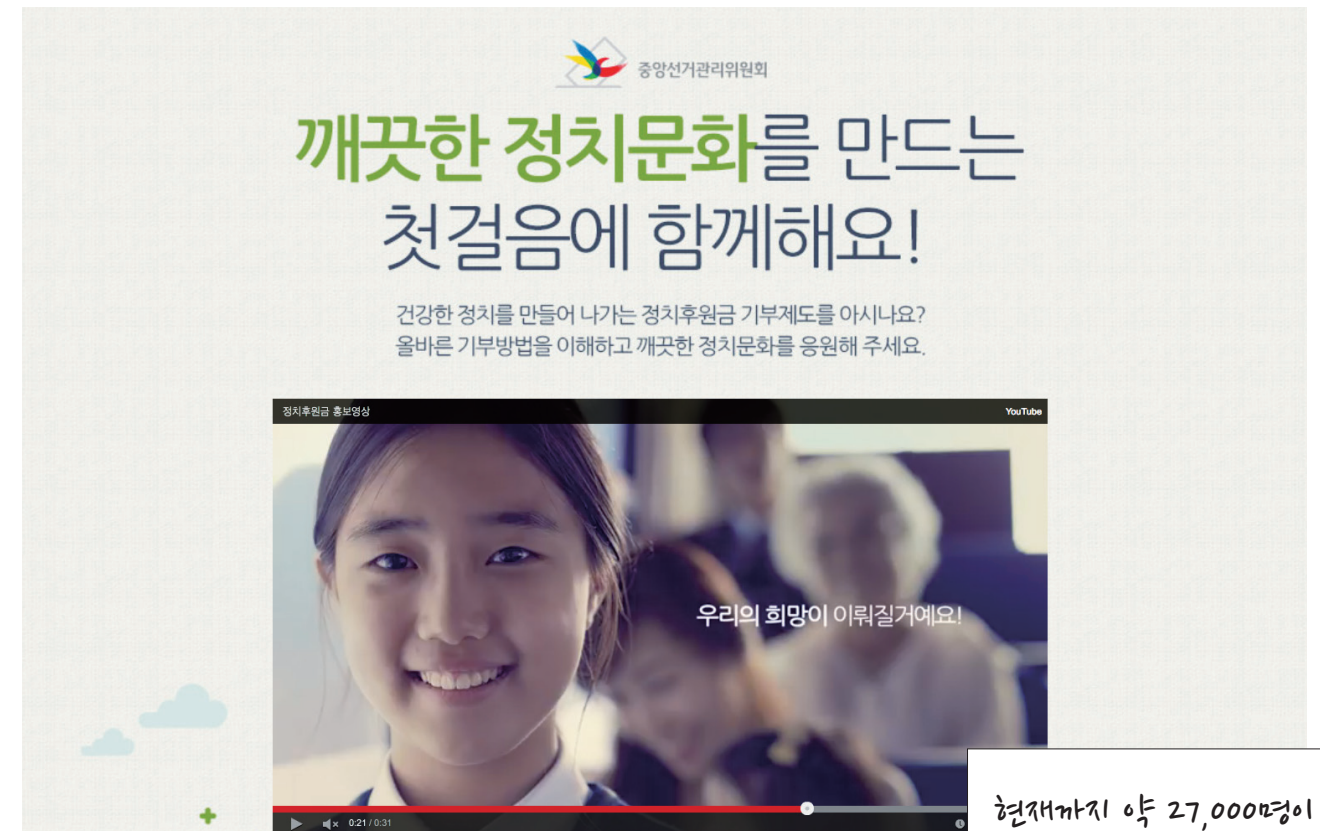 중앙선거관리위원회
깨끗한 정치문화를 만드는
첫걸음에 함께해요!
건강한 정치를 만들어 나가는 정치후원금 기부제도를 아시나요?
올바른 기부방법을 이해하고 깨끗한 정치문화를 응원해 주세요.
정치후원금 홍보영상
YouTube
우리의 희망이 이뤄질거예요!
0:21 / 0:31
현재까지 약 27,000명이